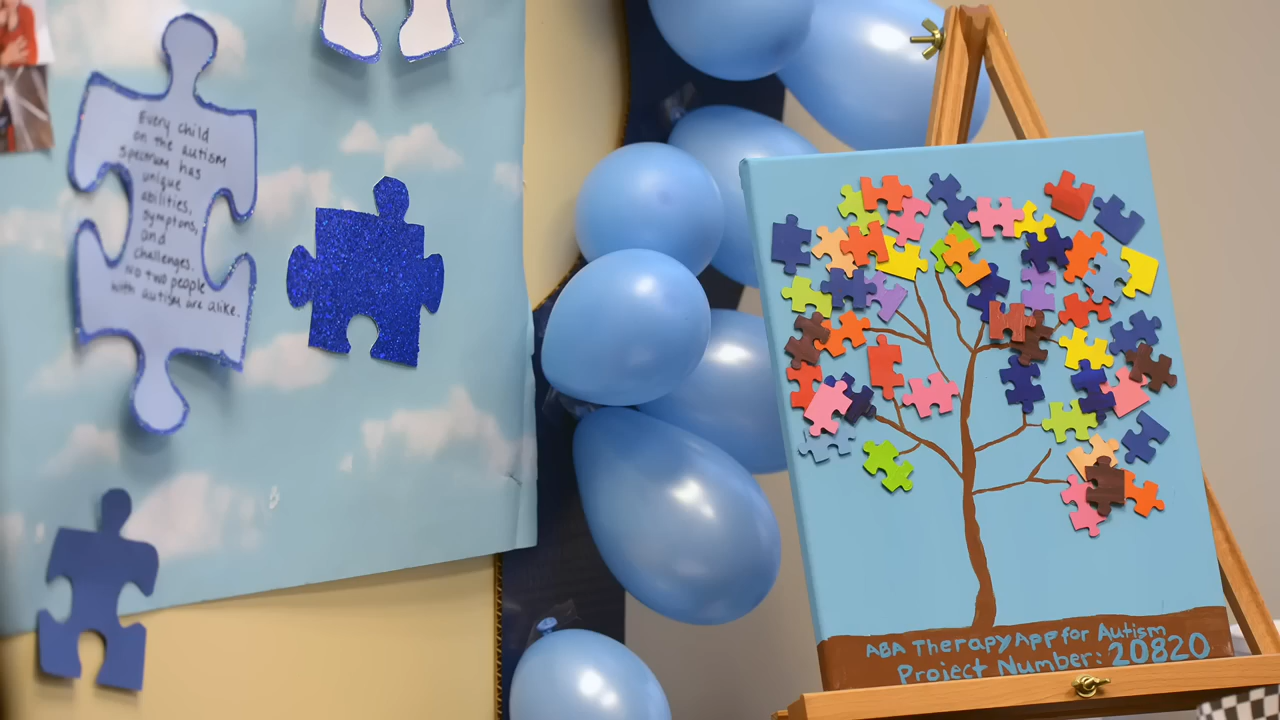 Every child
on the autism
spectrum has
unique
abilities,
symptoms,
and
challenges.
No two people
with autism are alike.
ABA Therapy App for Autism
Project Number: 20820